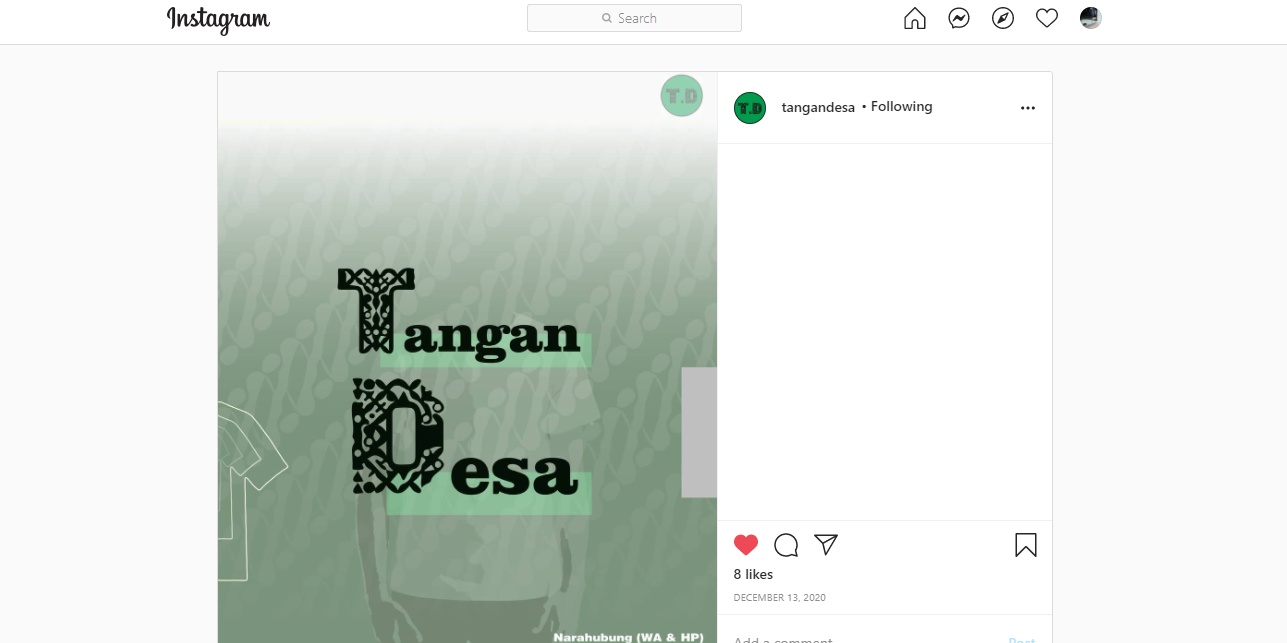 Instagram
Search
T.D
Tangan
Desa
Narahubung (WA & HP)
T.D
tangandesa • Following
8 likes
DECEMBER 13, 2020
Add a comment
Post